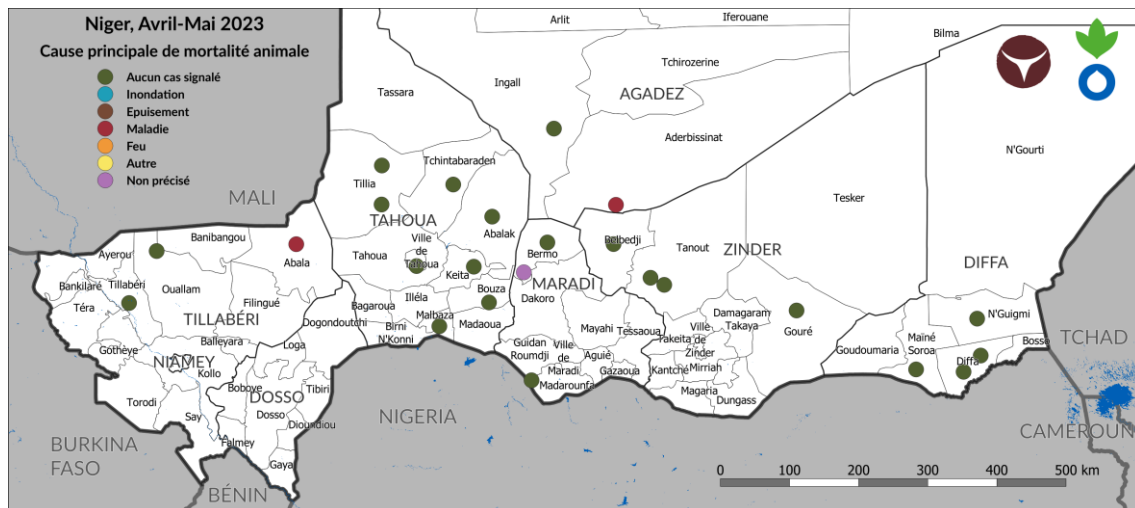 Niger, Avril-Mai 2023
Cause principale de mortalité animale
Aucun cas signalé
Inondation
Epuisement
Maladie
Feu
Autre
Non précisé
Arlit
Iferouane
Bilma
Tchirozerine
Ingall
AGADEZ
Tassara
Aderbissinat
N'Gourti
Tchintabaraden
Tillia
MALI
Tesker
TAHOUA
Abalak
Belbedji
Tanout
ZINDER
Ayerou
Banibangou
Abala
Tahoua
Ville
de
Tahoua
Keita
Bermo
DIFFA
Bankilaré
Tillabéri
Ouallam
Filingué
Bouza
MARADI
Dakoro
Téra
TILLABÉRI
Bagaroua
Illéla
Malbaza
Madaoua
Damagaram
Takaya
Gouré
N'Guigmi
Dogondoutchi
Birni
N'Konni
Mayahi
Tessaoua
Takeita
Ville
de
Zinder
Goudoumaria
Maïné
Soroa
Bosso
TCHAD
Gothèye
Balleyara
Loga
Guidan
Roumdji
Ville
de
Maradi
Aguié
Gazaoua
Kantché
Mirriah
Diffa
NIAMEY
Kollo
Madarounfa
Magaria
Dungass
Torodi
Boboye
DOSSO
Tibiri
Say
Dosso
Dioundiou
NIGERIA
CAMEROUN
BURKINA
FASO
Falmey
Gaya
BÉNIN
0 100 200 300 400 500 km